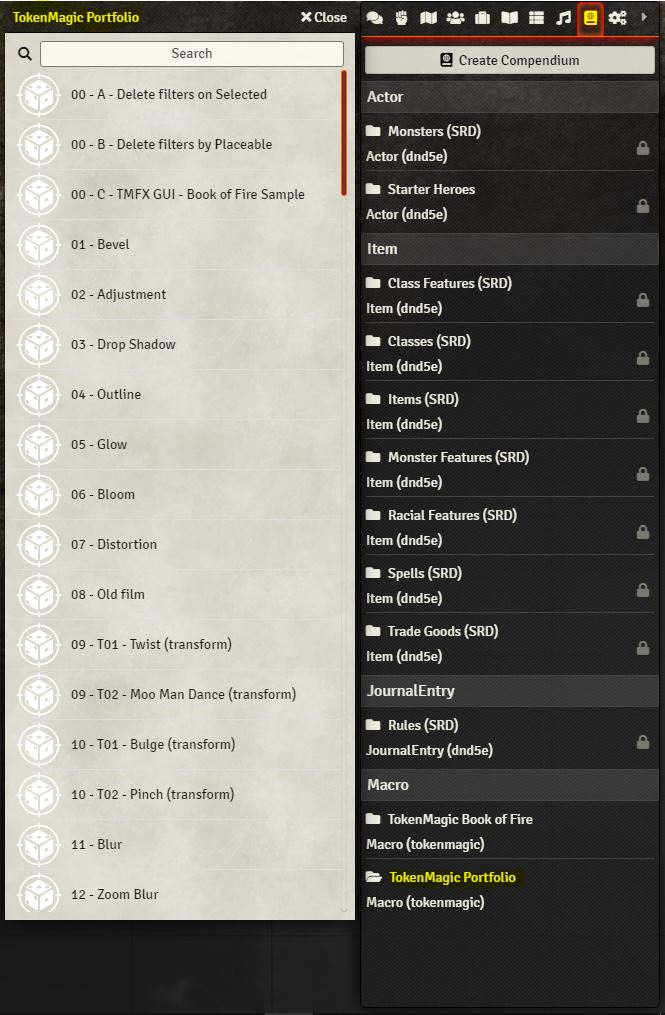 TokenMagic Portfolio
Close
Search
00 - A - Delete filters on Selected
00 - B - Delete filters by Placeable
00 - C - TMFX GUI - Book of Fire Sample
01 - Bevel
02 - Adjustment
03 - Drop Shadow
04 - Outline
05 - Glow
06 - Bloom
07 - Distortion
08 - Old film
09 - T01 - Twist (transform)
09 - T02 - Moo Man Dance (transform)
10 - T01 - Bulge (transform)
10 - T02 - Pinch (transform)
11 - Blur
12 - Zoom Blur
Create Compendium
Actor
Monsters (SRD)
Actor (dnd5e)
Starter Heroes
Actor (dnd5e)
Item
Class Features (SRD)
Item (dnd5e)
Classes (SRD)
Item (dnd5e)
Items (SRD)
Item (dnd5e)
Monster Features (SRD)
Item (dnd5e)
Racial Features (SRD)
Item (dnd5e)
Spells (SRD)
Item (dnd5e)
Trade Goods (SRD)
Item (dnd5e)
JournalEntry
Rules (SRD)
JournalEntry (dnd5e)
Macro
TokenMagic Book of Fire
Macro (tokenmagic)
TokenMagic Portfolio
Macro (tokenmagic)